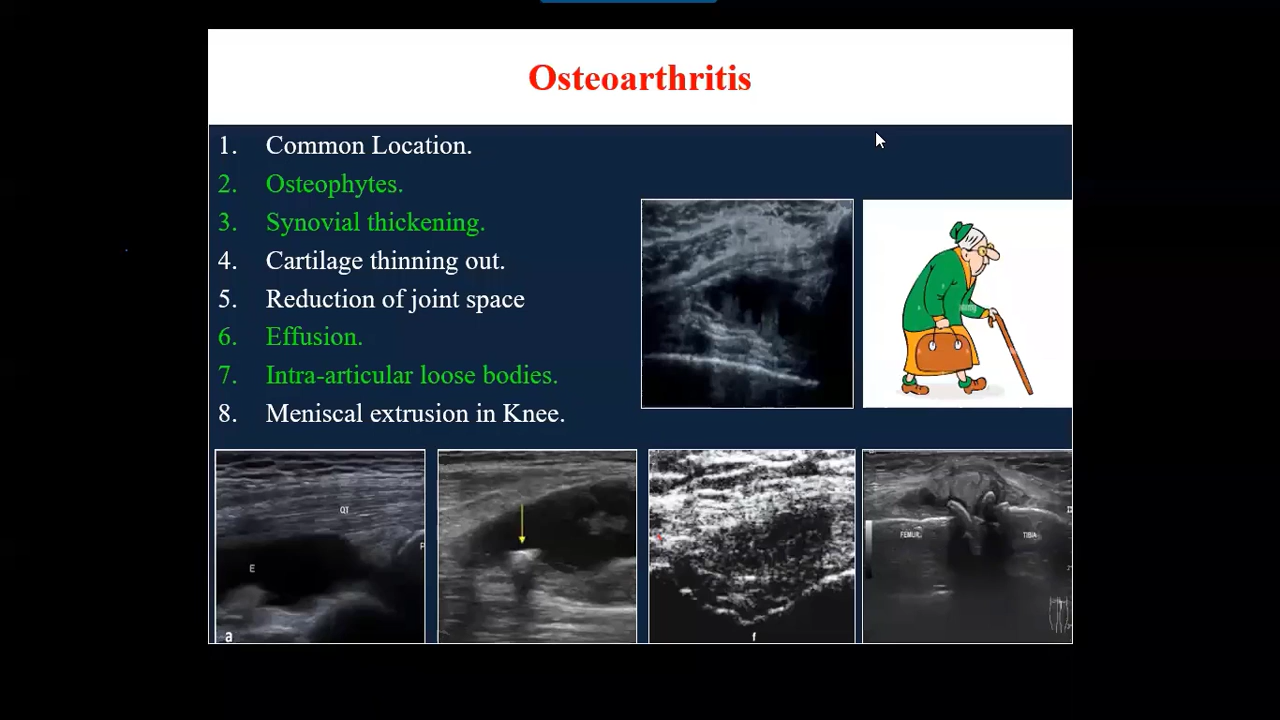 Osteoarthritis
1. Common Location.
2. Osteophytes.
3. Synovial thickening.
4. Cartilage thinning out.
5. Reduction of joint space
6. Effusion.
7. Intra-articular loose bodies.
8. Meniscal extrusion in Knee.
QT
P
E
a
f
FEMUR
TIBIA